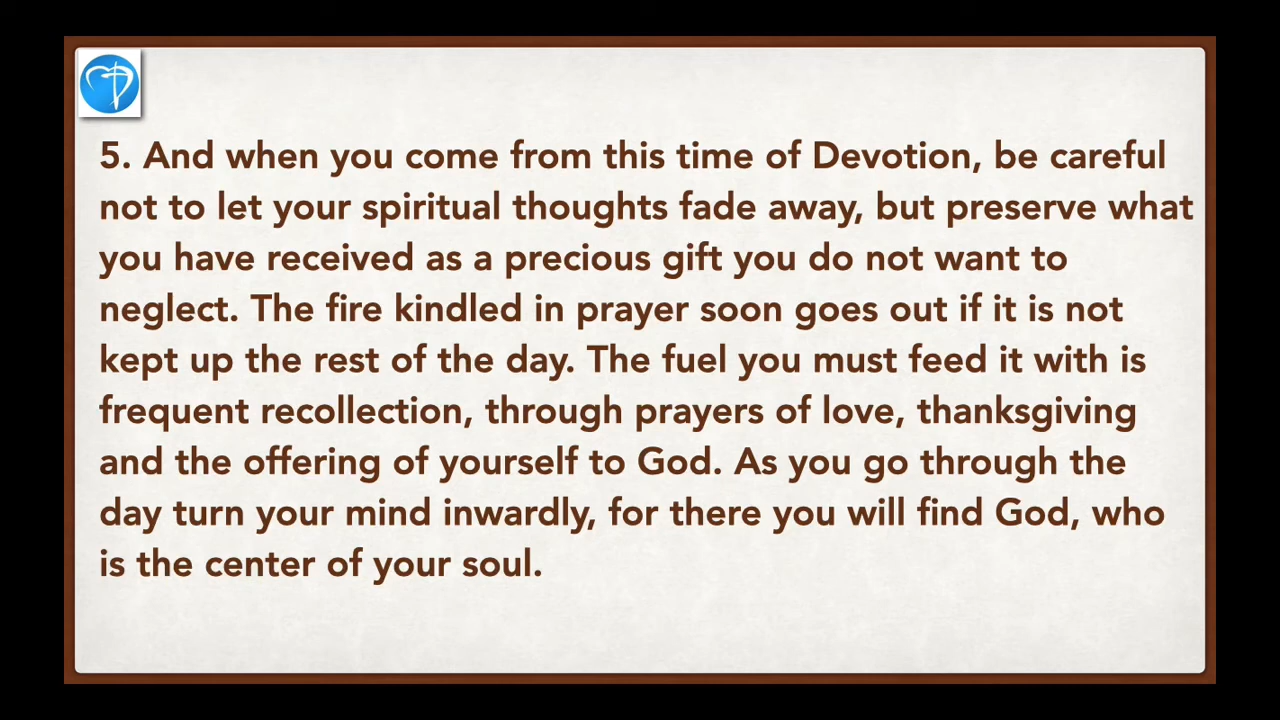 5. And when you come from this time of Devotion, be careful
not to let your spiritual thoughts fade away, but preserve what
you have received as a precious gift you do not want to
neglect. The fire kindled in prayer soon goes out if it is not
kept up the rest of the day. The fuel you must feed it with is
frequent recollection, through prayers of love, thanksgiving
and the offering of yourself to God. As you go through the
day turn your mind inwardly, for there you will find God, who
is the center of your soul.